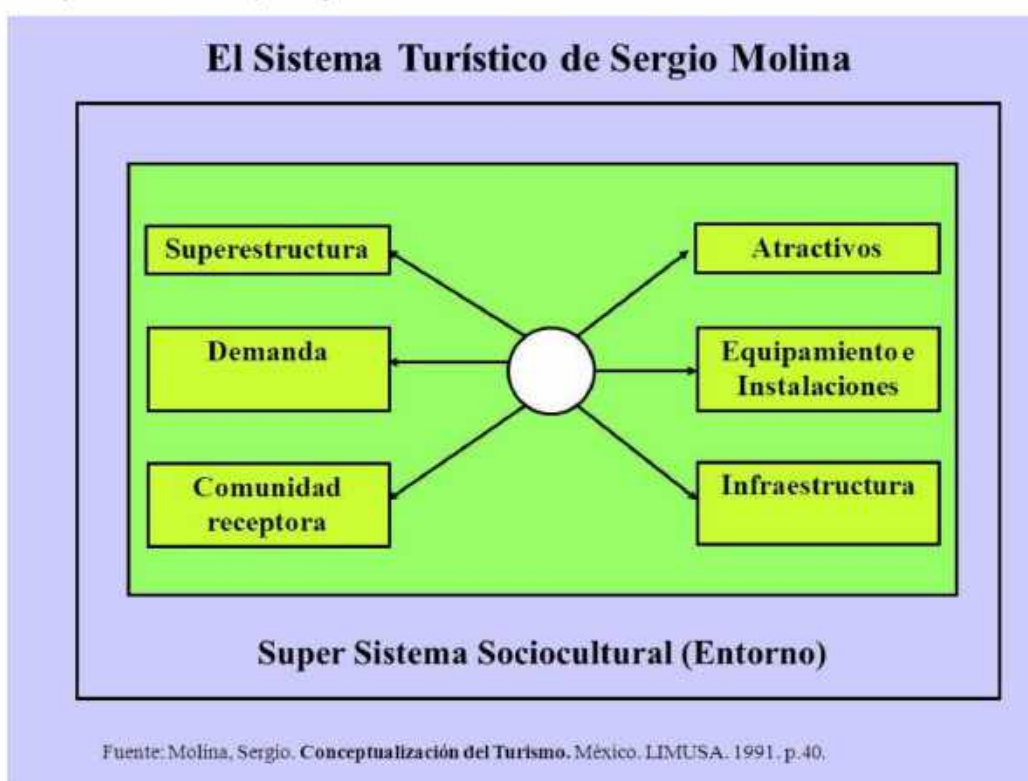 El Sistema Turístico de Sergio Molina
Superestructura
Atractivos
Demanda
Equipamiento e
Instalaciones
Comunidad
receptora
Infraestructura
Super Sistema Sociocultural (Entorno)
Fuente: Molina, Sergio. Conceptualización del Turismo. México. LIMUSA. 1991. p.40.